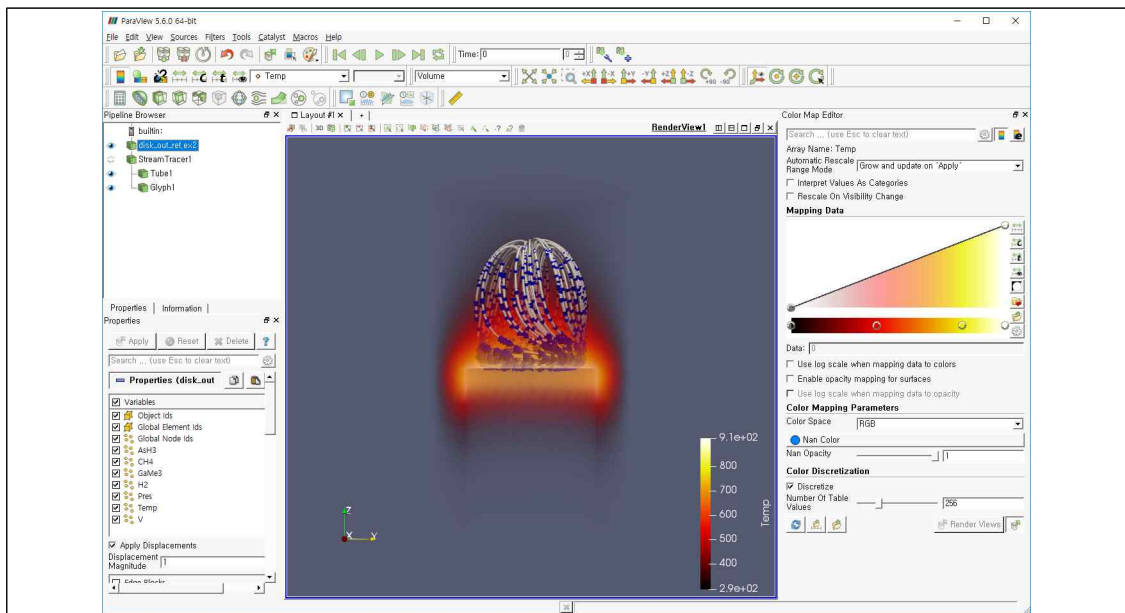 ParaView 5.6.0 64-bit
File Edit View Sources Filters Tools Catalyst Macros Help
Time: 0 0
Temp Volume +X -X +Y -Y +Z -Z +90 -90
Pipeline Browser
builtin:
disk_out_ref.ex2
StreamTracer1
Tube1
Glyph1
Layout #1 × +
3D RenderView1
Properties Information
Properties
Apply Reset Delete ?
Search ... (use Esc to clear text)
Properties (disk_out
Variables
Object Ids
Global Element Ids
Global Node Ids
AsH3
CH4
GaMe3
H2
Pres
Temp
V
Apply Displacements
Displacement
Magnitude 1
Edge Blocks
Z
X Y
9.1e+02
800
700
600
500
400
2.9e+02
Temp
Color Map Editor
Search ... (use Esc to clear text)
Array Name: Temp
Automatic Rescale
Range Mode Grow and update on 'Apply'
Interpret Values As Categories
Rescale On Visibility Change
Mapping Data
Data: 0
Use log scale when mapping data to colors
Enable opacity mapping for surfaces
Use log scale when mapping data to opacity
Color Mapping Parameters
Color Space RGB
Nan Color
Nan Opacity 1
Color Discretization
Discretize
Number Of Table
Values 256
Render Views